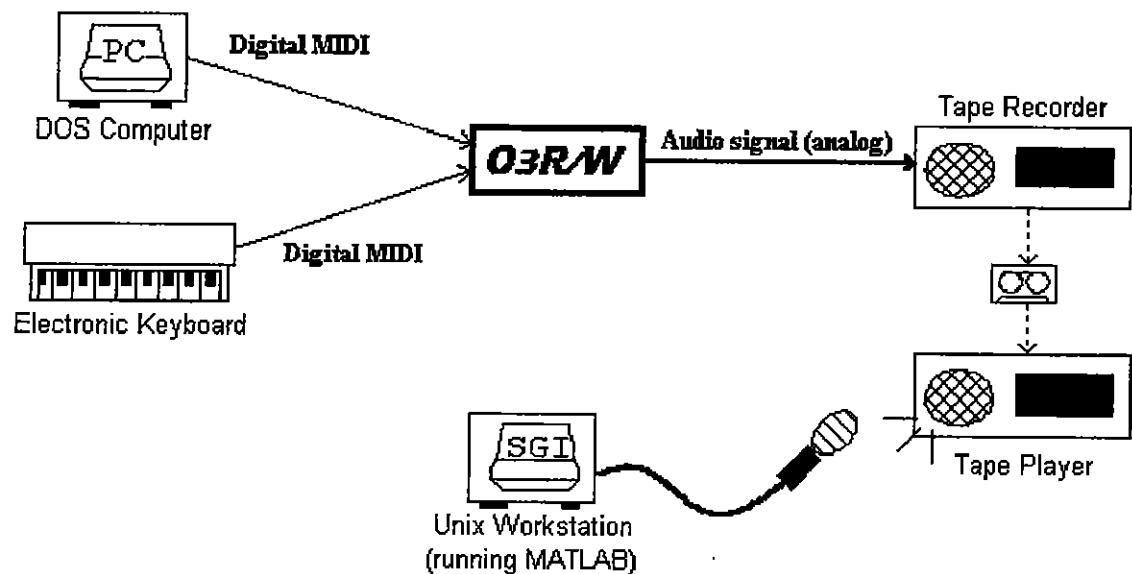 PC
Digital MIDI
DOS Computer
Tape Recorder
O3R/W
Audio signal (analog)
Digital MIDI
Electronic Keyboard
SGI
Tape Player
Unix Workstation
(running MATLAB)